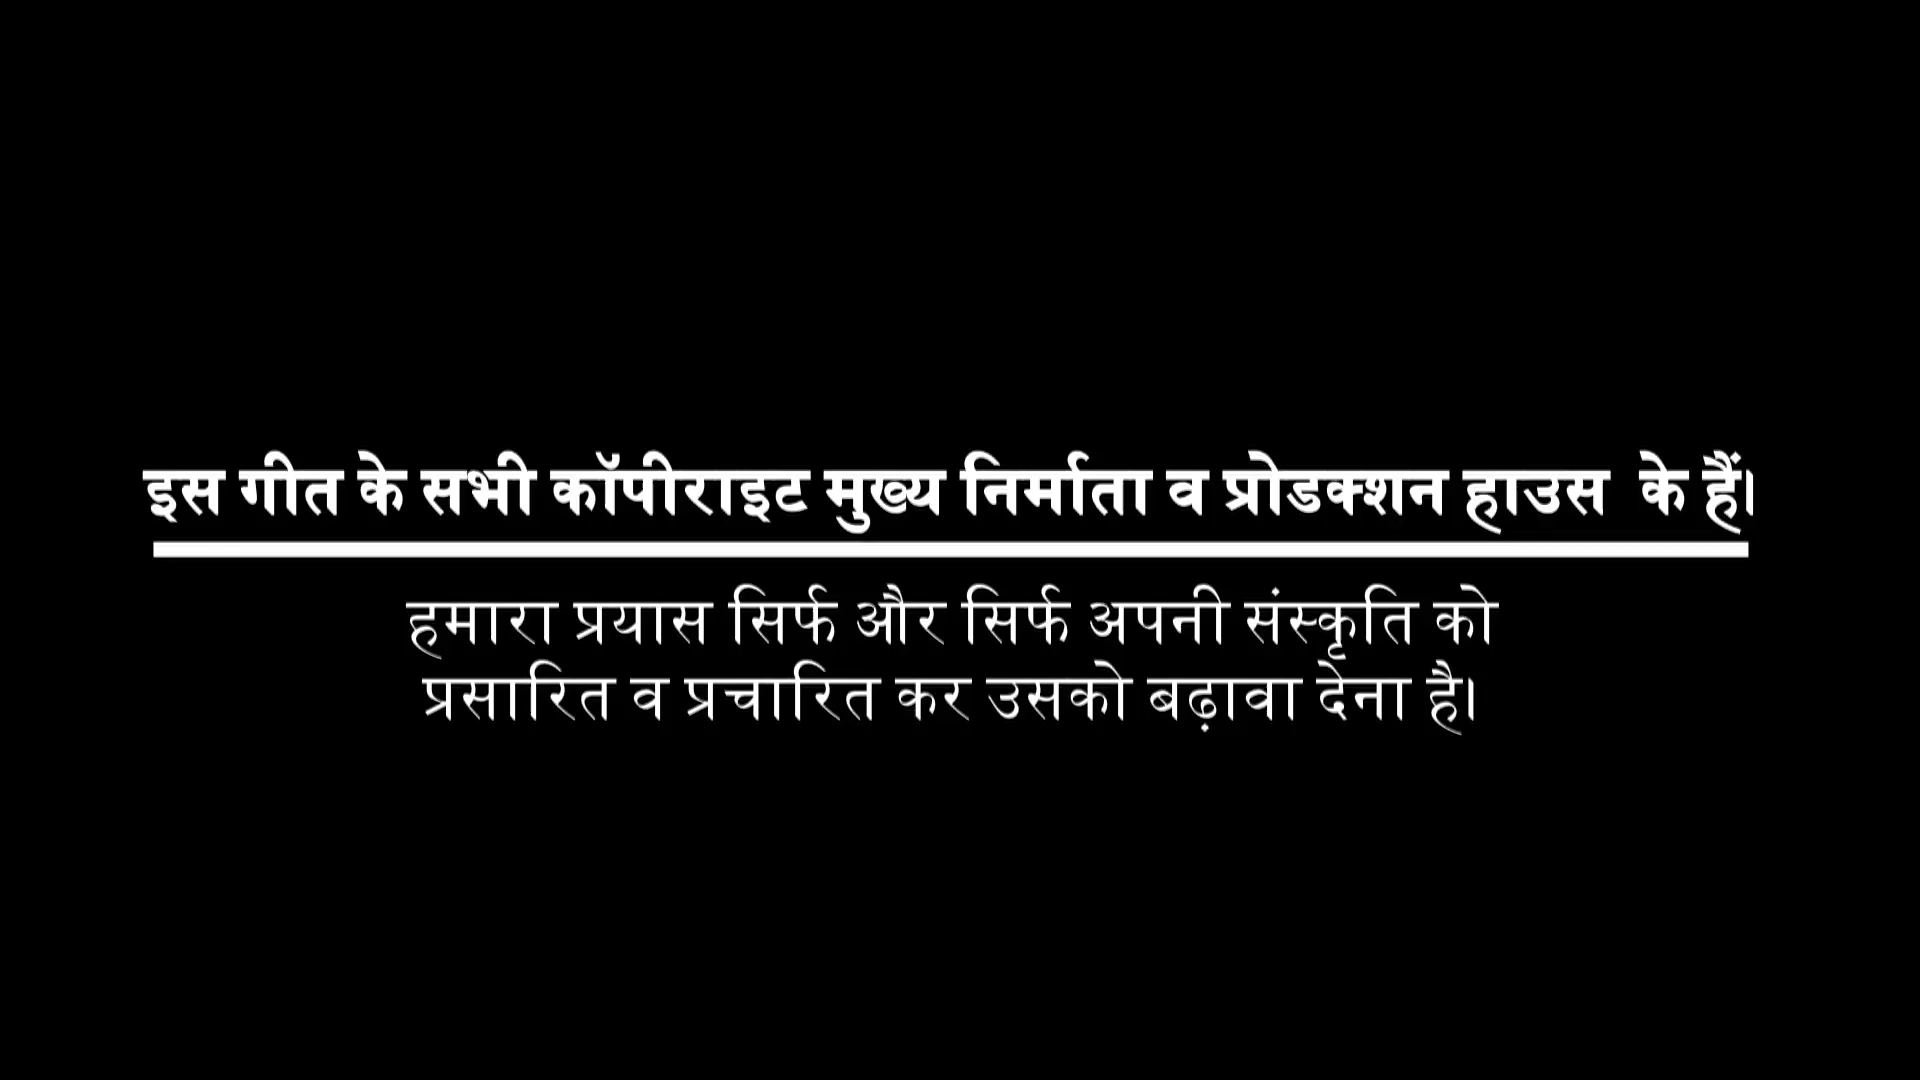 इस गीत के सभी कॉपीराइट मुख्य निर्माता व प्रोडक्शन हाउस  के हैं।
हमारा प्रयास सिर्फ और सिर्फ अपनी संस्कृति को
प्रसारित व प्रचारित कर उसको बढ़ावा देना है।